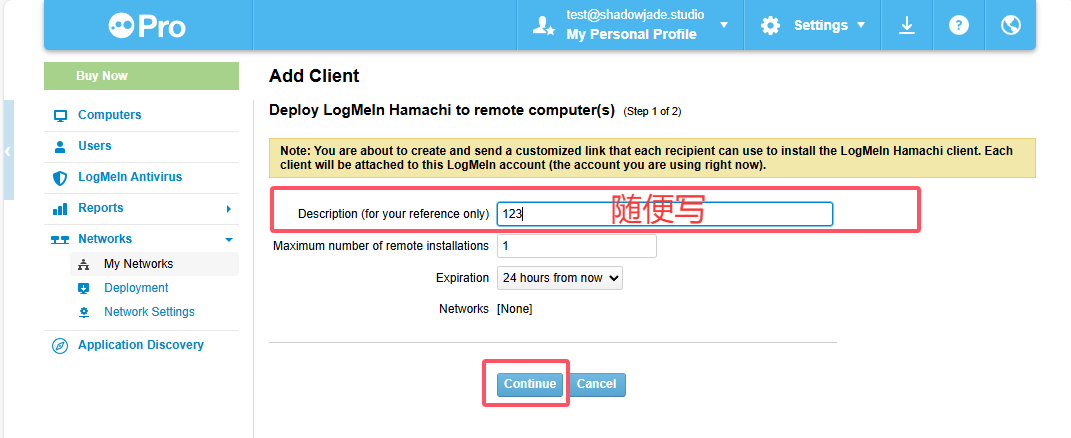 Pro
test@shadowjade.studio
My Personal Profile
Settings
Buy Now
Computers
Users
LogMeIn Antivirus
Reports
Networks
My Networks
Deployment
Network Settings
Application Discovery
Add Client
Deploy LogMeIn Hamachi to remote computer(s) (Step 1 of 2)
Note: You are about to create and send a customized link that each recipient can use to install the LogMeIn Hamachi client. Each
client will be attached to this LogMeIn account (the account you are using right now).
Description (for your reference only) 123 随便写
Maximum number of remote installations 1
Expiration 24 hours from now
Networks [None]
Continue Cancel